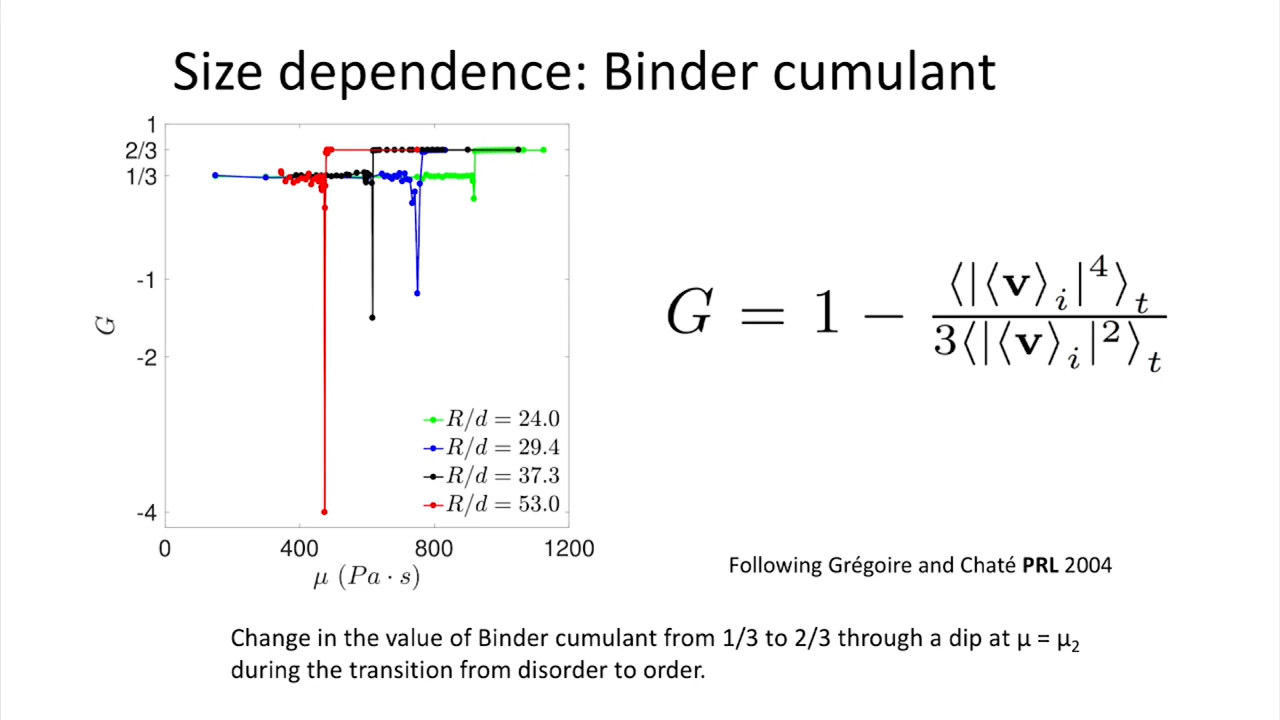 Size dependence: Binder cumulant
1
2/3
1/3
-1
-2
-4
G
0 400 800 1200
μ (Pa · s)
R/d = 24.0
R/d = 29.4
R/d = 37.3
R/d = 53.0
G = 1 − ⟨|⟨v⟩ᵢ|⁴⟩ₜ / 3⟨|⟨v⟩ᵢ|²⟩ₜ
Following Grégoire and Chaté PRL 2004
Change in the value of Binder cumulant from 1/3 to 2/3 through a dip at μ = μ₂
during the transition from disorder to order.